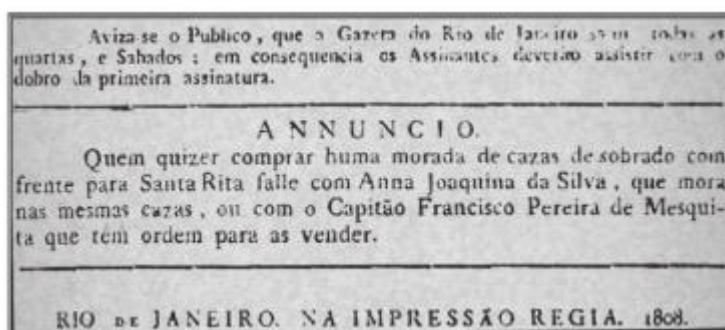 Aviza-se o Publico, que a Gazeta do Rio de Janeiro todas as
quartas, e Sabados; em consequencia os Assinantes deverão assistir com o
dobro da primeira assinatura.
ANNUNCIO.
Quem quizer comprar huma morada de cazas de sobrado com
frente para Santa Rita falle com Anna Joaquina da Silva, que mora
nas mesmas cazas, ou com o Capitão Francisco Pereira de Mesqui-
ta que tem ordem para as vender.
RIO DE JANEIRO. NA IMPRESSÃO REGIA. 1808.